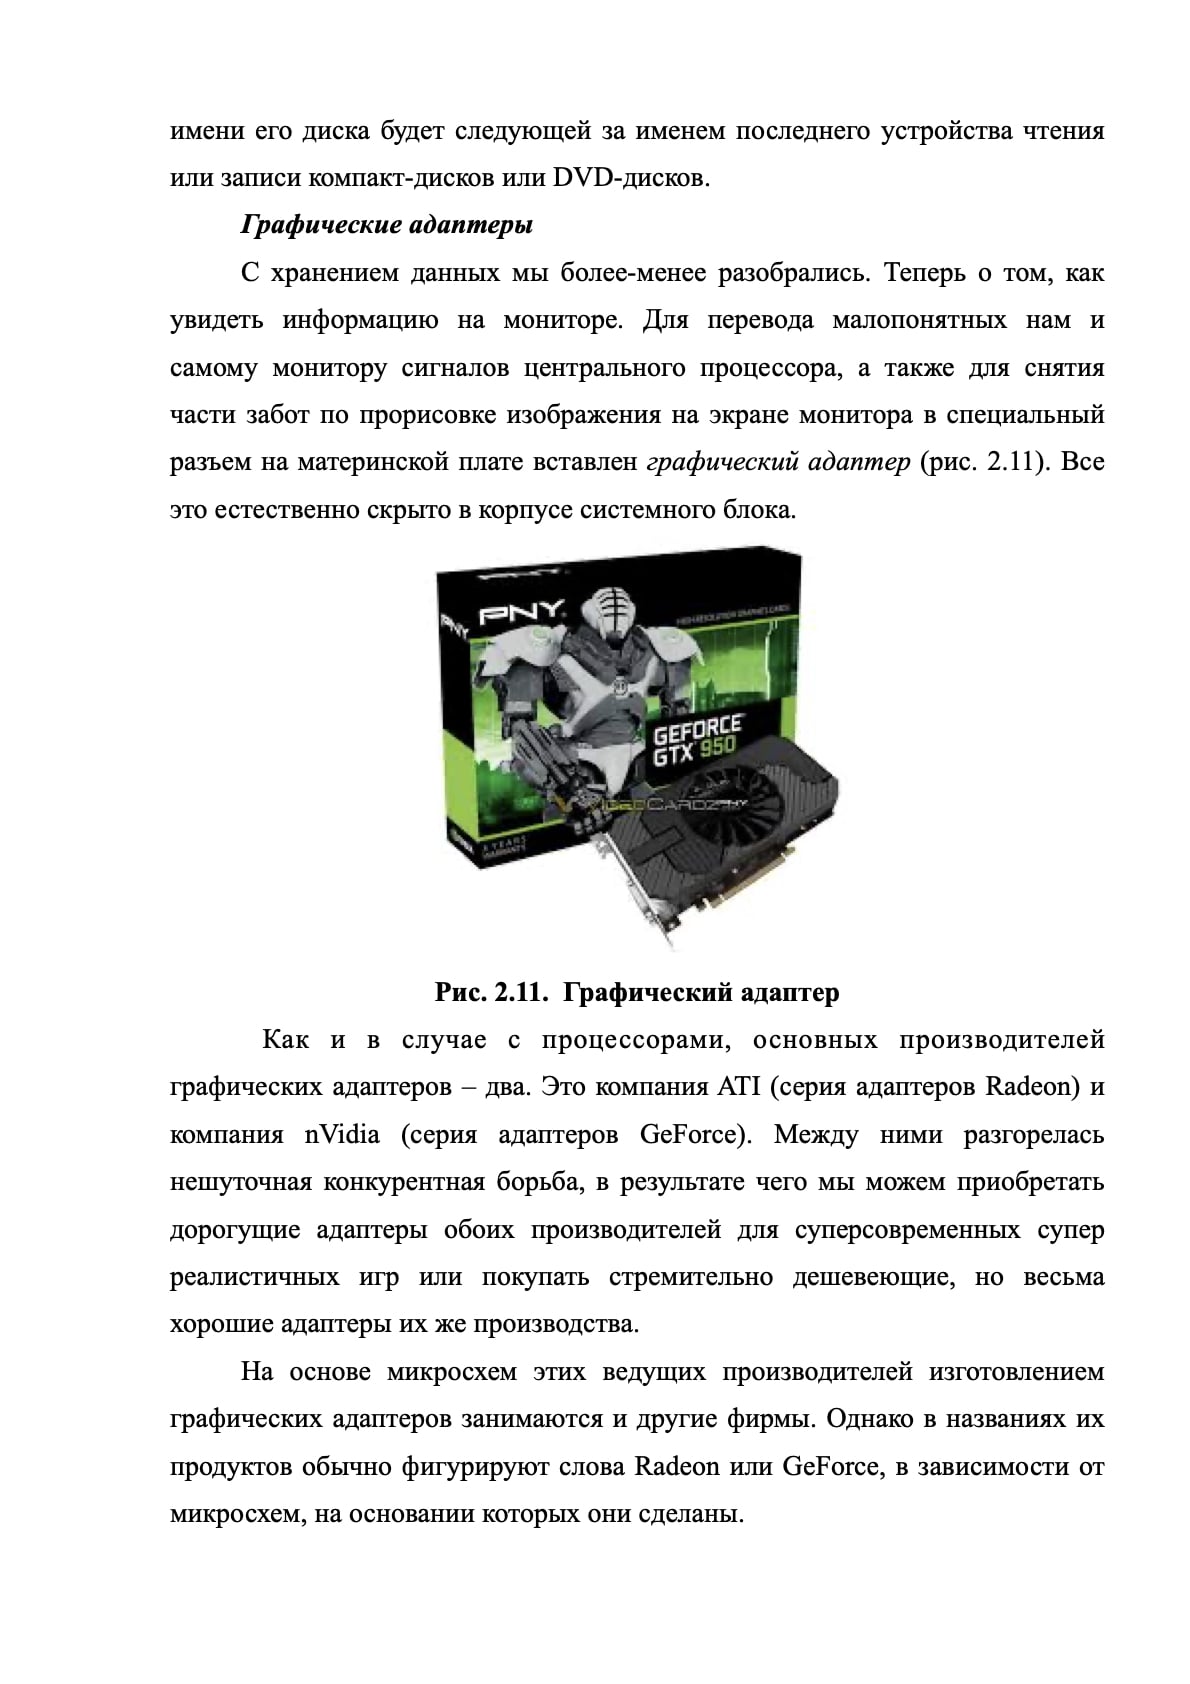 имени его диска будет следующей за именем последнего устройства чтения
или записи компакт-дисков или DVD-дисков.
Графические адаптеры
С хранением данных мы более-менее разобрались. Теперь о том, как
увидеть информацию на мониторе. Для перевода малопонятных нам и
самому монитору сигналов центрального процессора, а также для снятия
части забот по прорисовке изображения на экране монитора в специальный
разъем на материнской плате вставлен графический адаптер (рис. 2.11). Все
это естественно скрыто в корпусе системного блока.
PNY
PNY
HIGH RESOLUTION GRAPHICS CARDS
GEFORCE
GTX 950
VIDEOCARDZ
3 YEARS
WARRANTY
Рис. 2.11. Графический адаптер
Как и в случае с процессорами, основных производителей
графических адаптеров – два. Это компания ATI (серия адаптеров Radeon) и
компания nVidia (серия адаптеров GeForce). Между ними разгорелась
нешуточная конкурентная борьба, в результате чего мы можем приобретать
дорогущие адаптеры обоих производителей для суперсовременных супер
реалистичных игр или покупать стремительно дешевеющие, но весьма
хорошие адаптеры их же производства.
На основе микросхем этих ведущих производителей изготовлением
графических адаптеров занимаются и другие фирмы. Однако в названиях их
продуктов обычно фигурируют слова Radeon или GeForce, в зависимости от
микросхем, на основании которых они сделаны.